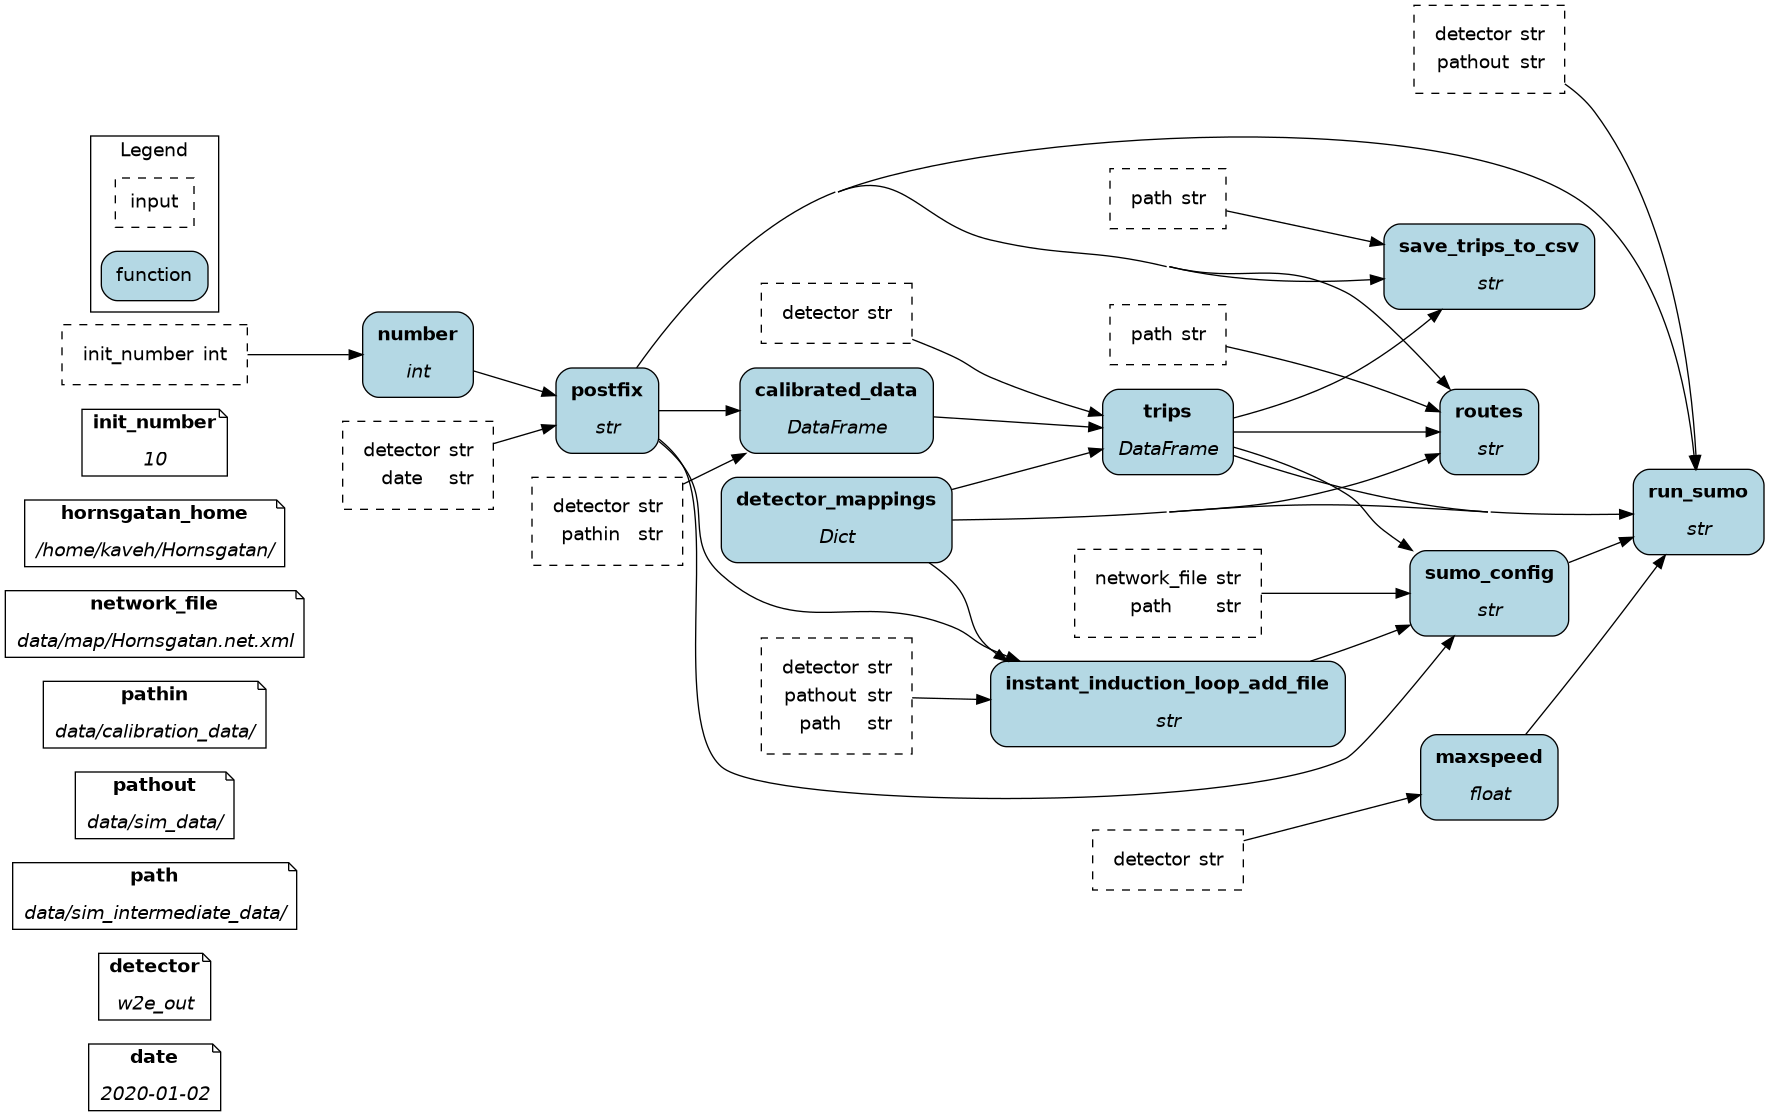 Legend
input
function
init_number int
init_number
10
hornsgatan_home
/home/kaveh/Hornsgatan/
network_file
data/map/Hornsgatan.net.xml
pathin
data/calibration_data/
pathout
data/sim_data/
path
data/sim_intermediate_data/
detector
w2e_out
date
2020-01-02
number
int
detector str
date str
postfix
str
detector str
pathin str
detector str
calibrated_data
DataFrame
detector_mappings
Dict
detector str
pathout str
path str
path str
path str
trips
DataFrame
network_file str
path str
instant_induction_loop_add_file
str
detector str
detector str
pathout str
save_trips_to_csv
str
routes
str
sumo_config
str
maxspeed
float
run_sumo
str